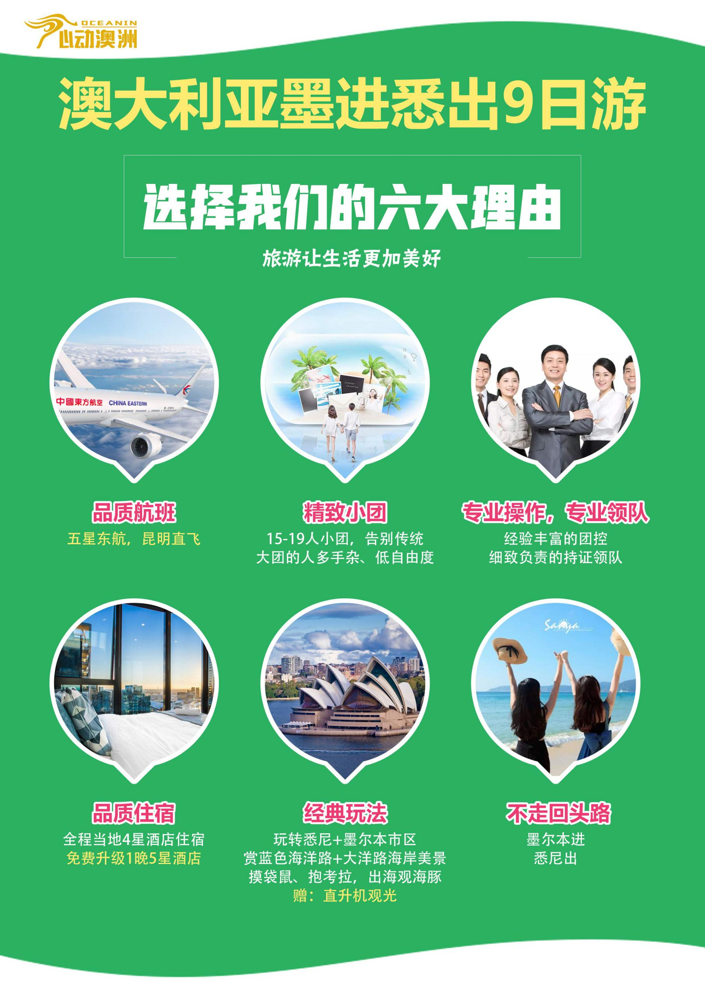 OCEANIN
心动澳洲
澳大利亚墨进悉出9日游
选择我们的六大理由
旅游让生活更加美好
中國東方航空 CHINA EASTERN
B-2001
Summer
vacation
品质航班
五星东航，昆明直飞
精致小团
15-19人小团，告别传统
大团的人多手杂、低自由度
专业操作，专业领队
经验丰富的团控
细致负责的持证领队
Sanya
品质住宿
全程当地4星酒店住宿
免费升级1晚5星酒店
经典玩法
玩转悉尼+墨尔本市区
赏蓝色海洋路+大洋路海岸美景
摸袋鼠、抱考拉，出海观海豚
赠：直升机观光
不走回头路
墨尔本进
悉尼出